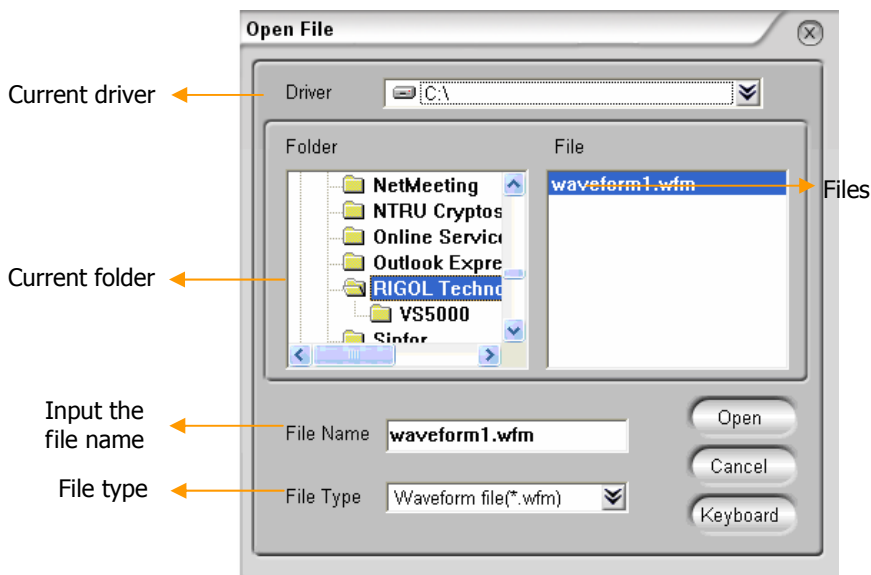 Open File
Current driver
Driver
C:\
Folder
File
NetMeeting
NTRU Cryptos
Online Servic
Outlook Expre
RIGOL Techno
VS5000
Sinfor
waveform1.wfm
Files
Current folder
Input the
file name
File Name
waveform1.wfm
File type
File Type
Waveform file(*.wfm)
Open
Cancel
Keyboard